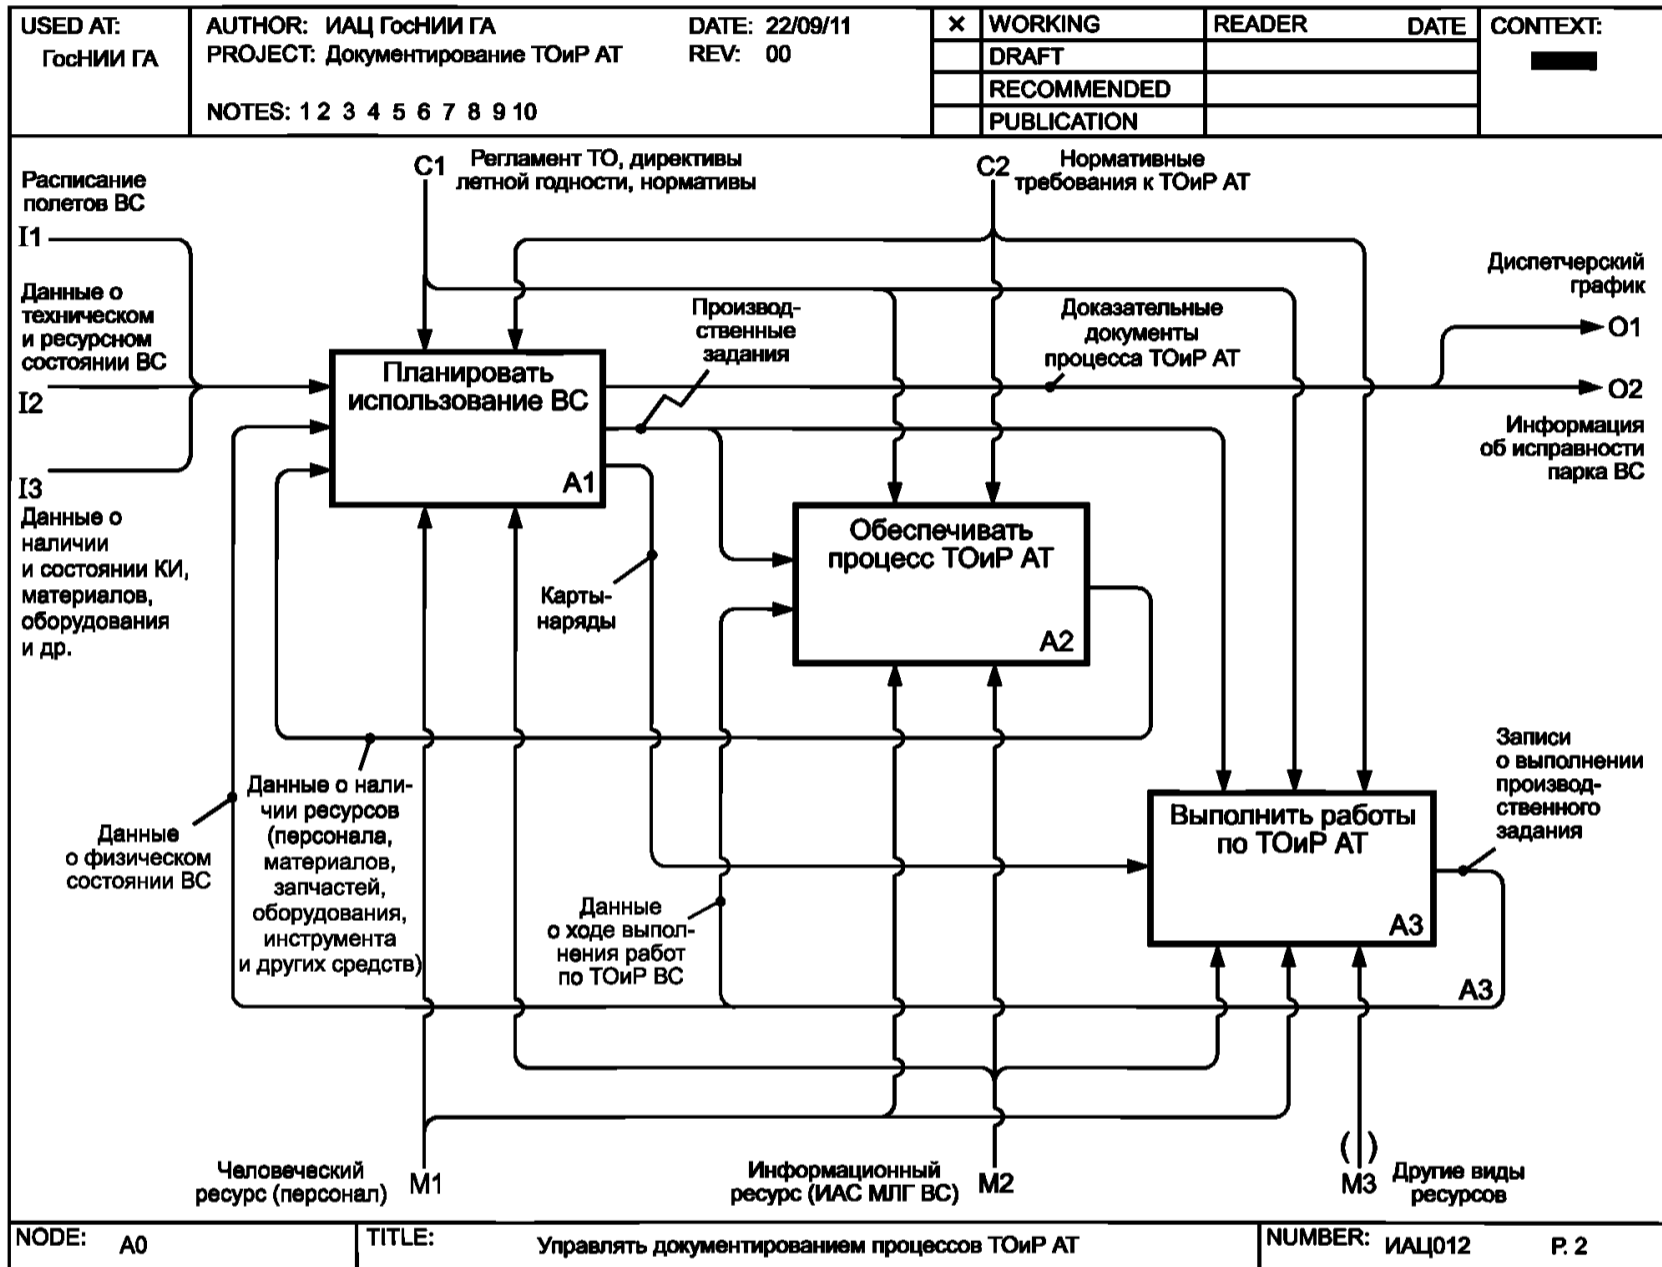 USED AT:
ГосНИИ ГА
AUTHOR: ИАЦ ГосНИИ ГА
DATE: 22/09/11
PROJECT: Документирование ТОиР АТ
REV: 00
NOTES: 1 2 3 4 5 6 7 8 9 10
× WORKING
DRAFT
RECOMMENDED
PUBLICATION
READER DATE
CONTEXT:
C1
Регламент ТО, директивы
летной годности, нормативы
C2
Нормативные
требования к ТОиР АТ
Расписание
полетов ВС
I1
Данные о
техническом
и ресурсном
состоянии ВС
I2
I3
Данные о
наличии
и состоянии КИ,
материалов,
оборудования
и др.
Производ-
ственные
задания
Доказательные
документы
процесса ТОиР АТ
Диспетчерский
график
O1
O2
Информация
об исправности
парка ВС
Планировать
использование ВС
A1
Обеспечивать
процесс ТОиР АТ
A2
Карты-
наряды
Записи
о выполнении
производ-
ственного
задания
Выполнить работы
по ТОиР АТ
A3
A3
Данные
о физическом
состоянии ВС
Данные о нали-
чии ресурсов
(персонала,
материалов,
запчастей,
оборудования,
инструмента
и других средств)
Данные
о ходе выпол-
нения работ
по ТОиР ВС
Человеческий
ресурс (персонал)
M1
Информационный
ресурс (ИАС МЛГ ВС)
M2
( )
M3
Другие виды
ресурсов
NODE: A0
TITLE: Управлять документированием процессов ТОиР АТ
NUMBER: ИАЦ012 P. 2